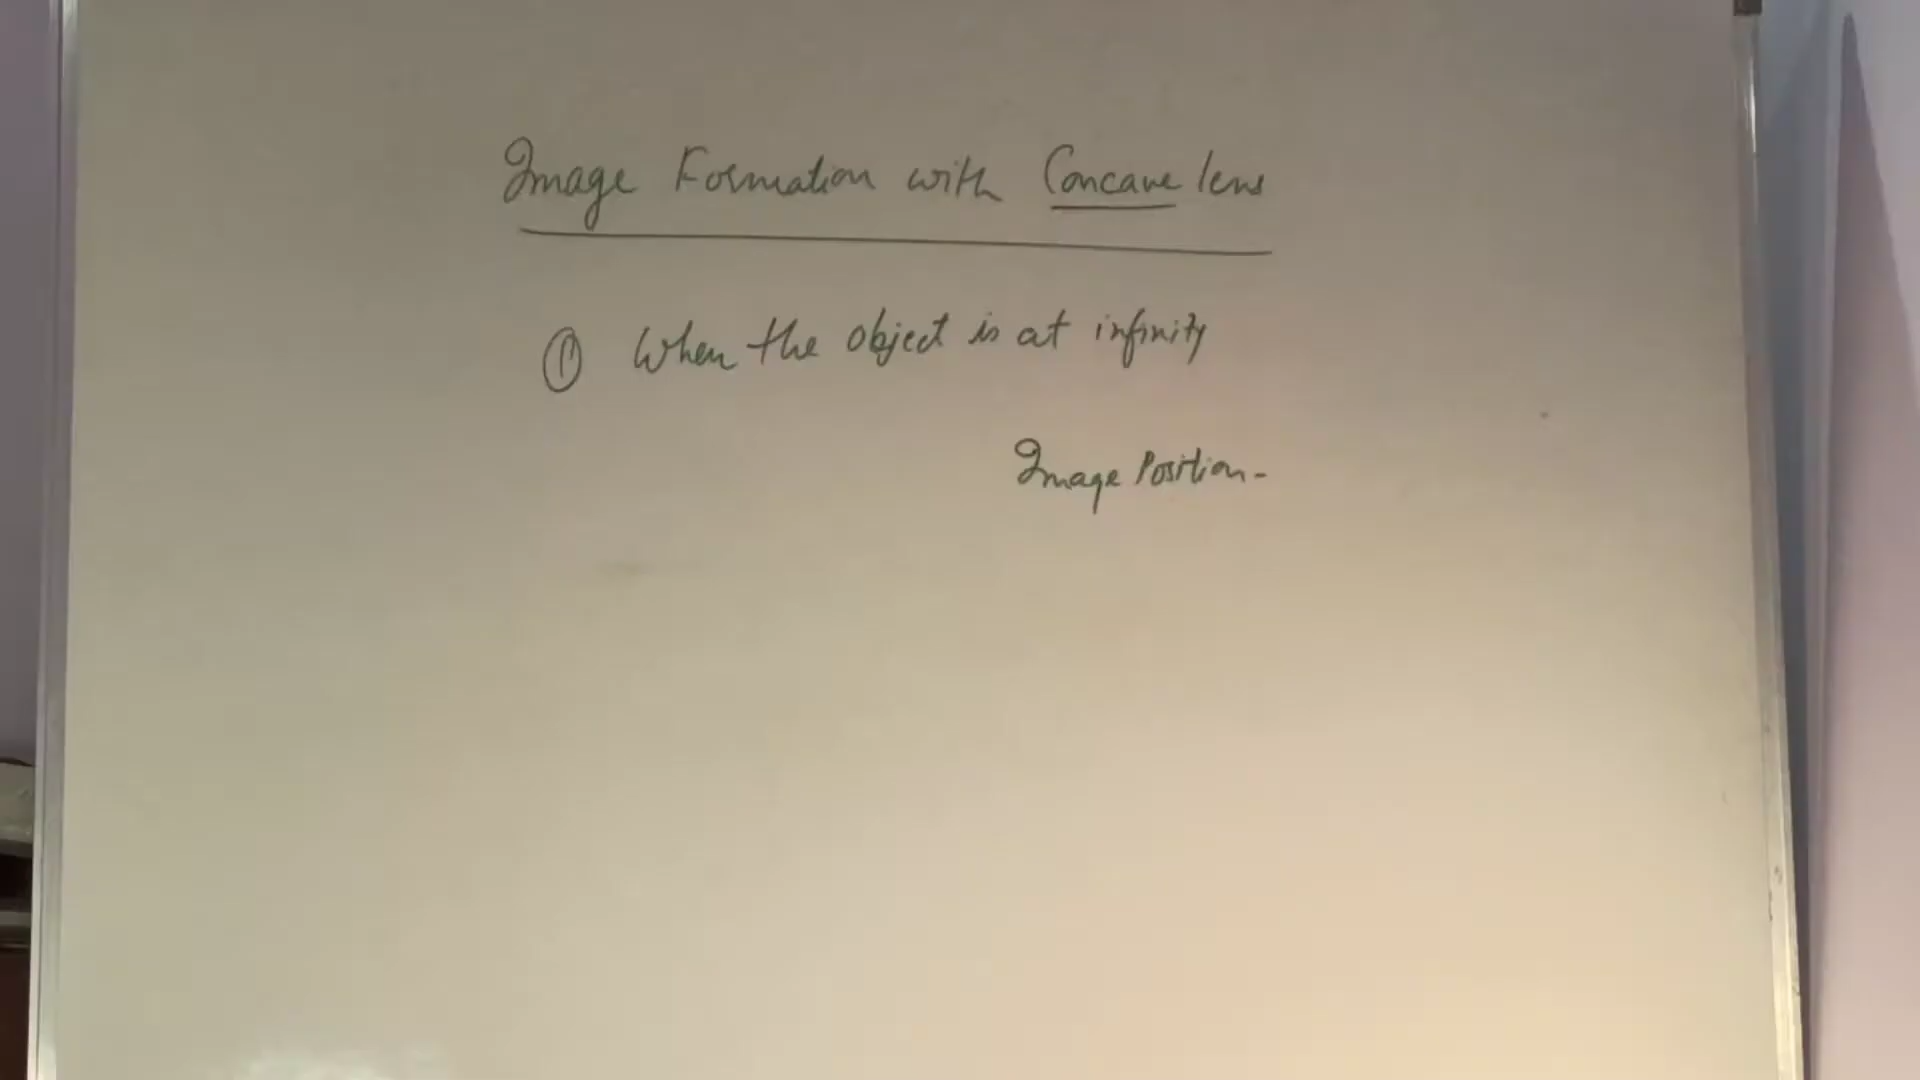 Image Formation with Concave lens
① When the object is at infinity
Image Position-